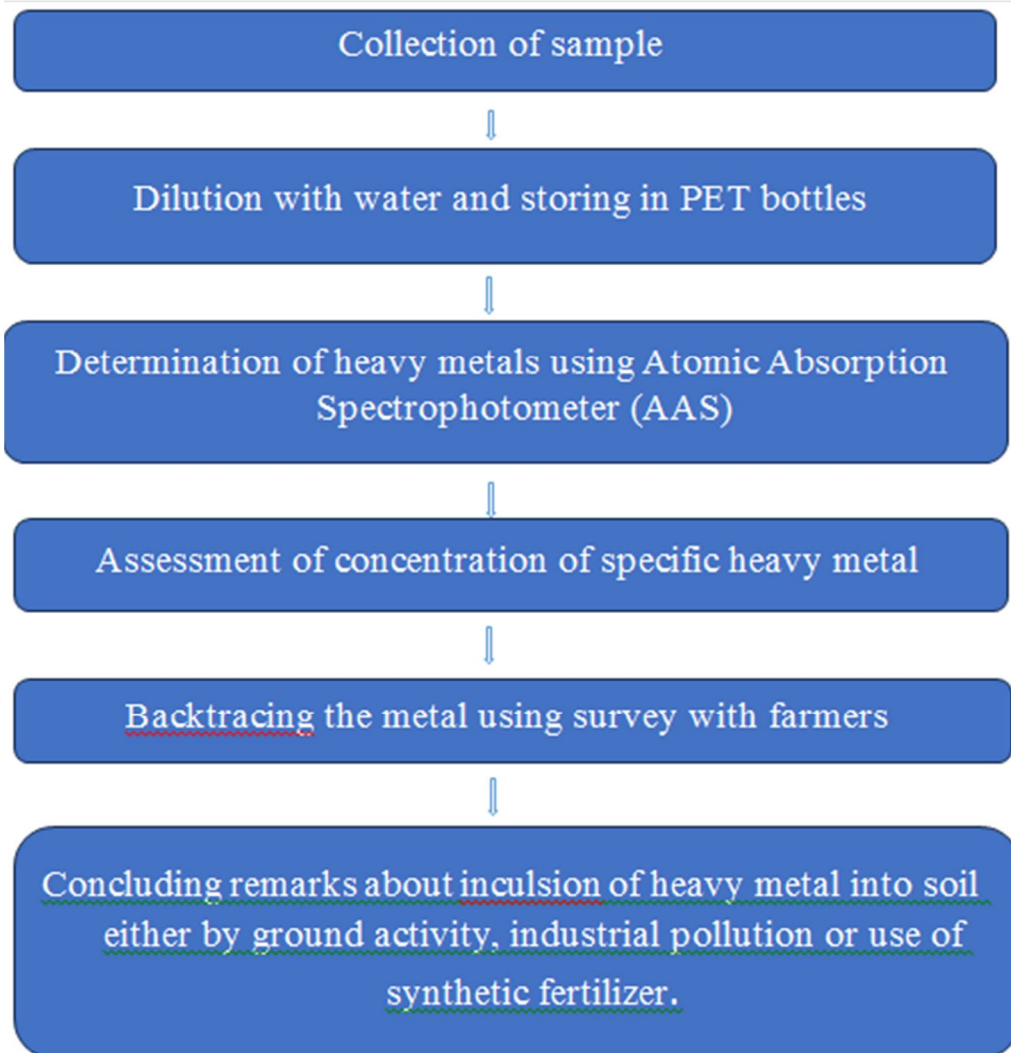 Collection of sample
Dilution with water and storing in PET bottles
Determination of heavy metals using Atomic Absorption
Spectrophotometer (AAS)
Assessment of concentration of specific heavy metal
Backtracing the metal using survey with farmers
Concluding remarks about inculsion of heavy metal into soil
either by ground activity, industrial pollution or use of
synthetic fertilizer.